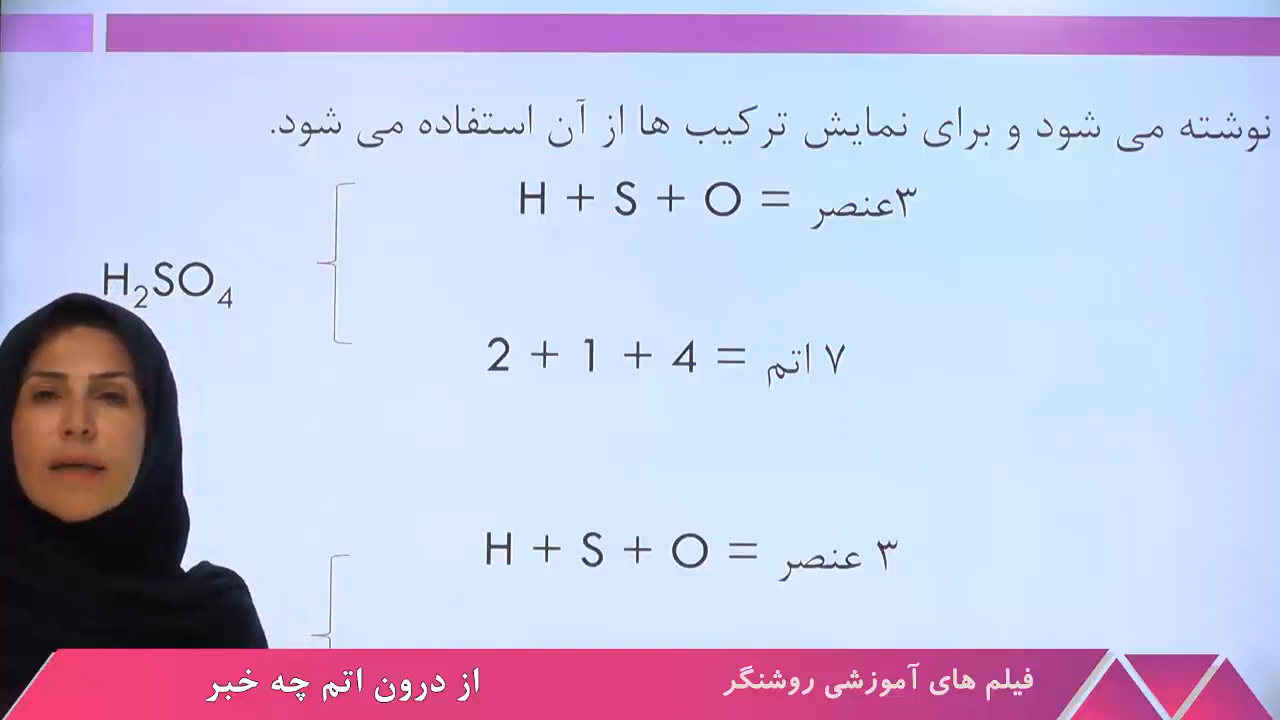 نوشته می شود و برای نمایش ترکیب ها از آن استفاده می شود.
H + S + O = ۳عنصر
H₂SO₄
2 + 1 + 4 = ۷ اتم
H + S + O = ۳ عنصر
فیلم های آموزشی روشنگر
از درون اتم چه خبر